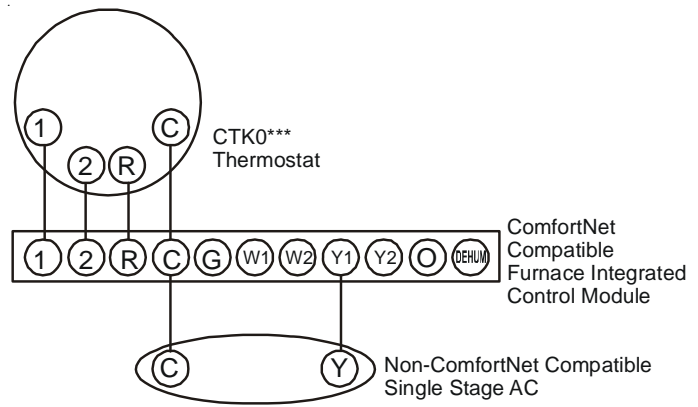 1 C
2 R
CTK0***
Thermostat
1 2 R C G W1 W2 Y1 Y2 O DEHUM
ComfortNet
Compatible
Furnace Integrated
Control Module
C Y
Non-ComfortNet Compatible
Single Stage AC